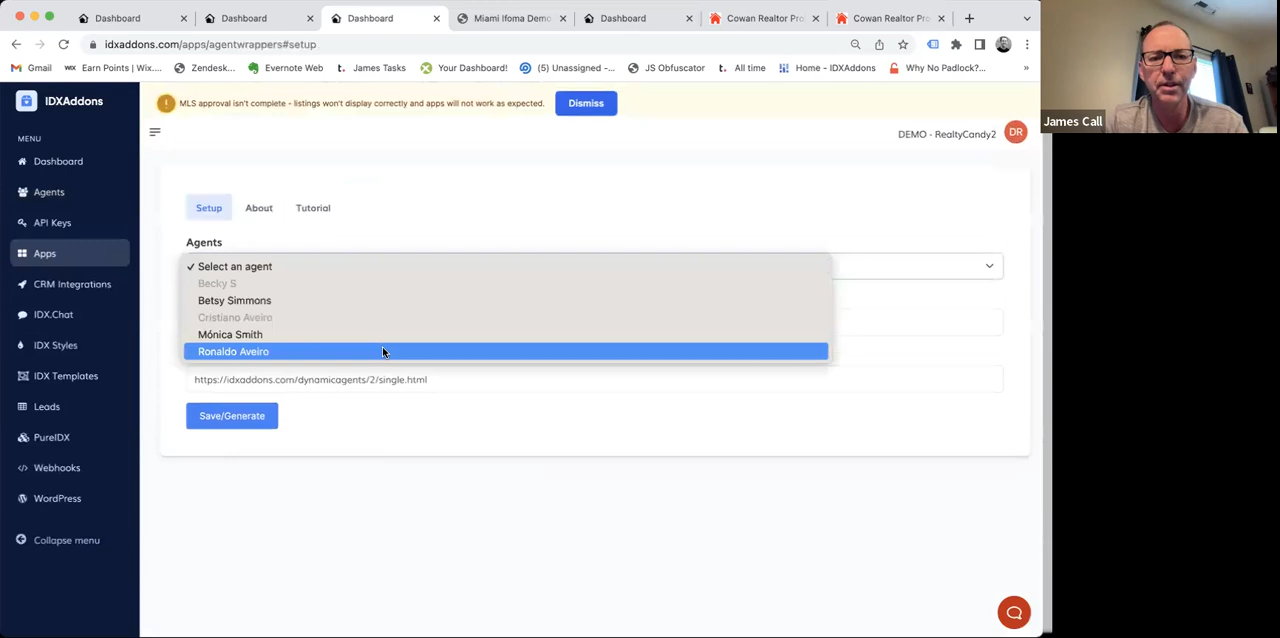 Dashboard
Dashboard
Dashboard
Miami Ifoma Demo
Dashboard
Cowan Realtor Pro
Cowan Realtor Pro
idxaddons.com/apps/agentwrappers#setup
Gmail
WIX Earn Points | Wix....
Zendesk...
Evernote Web
t. James Tasks
Your Dashboard!
(5) Unassigned -...
JS Obfuscator
t. All time
Home - IDXAddons
Why No Padlock?...
»
IDXAddons
MENU
Dashboard
Agents
API Keys
Apps
CRM Integrations
IDX.Chat
IDX Styles
IDX Templates
Leads
PureIDX
Webhooks
WordPress
Collapse menu
MLS approval isn't complete - listings won't display correctly and apps will not work as expected.
Dismiss
DEMO - RealtyCandy2
DR
Setup
About
Tutorial
Agents
✓ Select an agent
Becky S
Betsy Simmons
Cristiano Aveiro
Mónica Smith
Ronaldo Aveiro
https://idxaddons.com/dynamicagents/2/single.html
Save/Generate
James Call